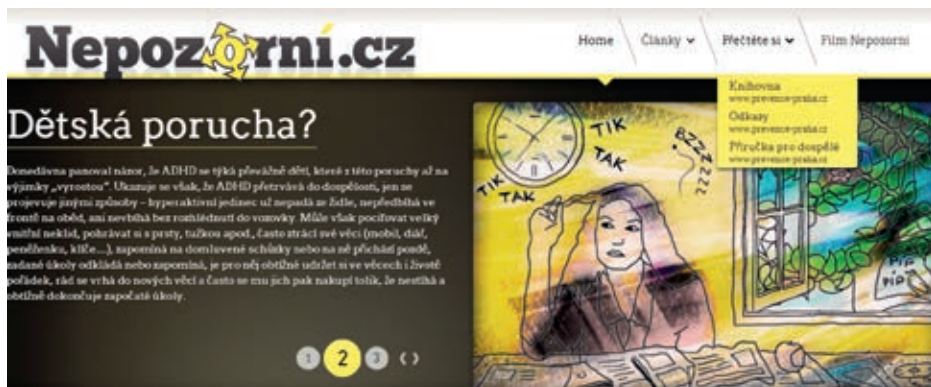 Nepozorní.cz
Home
Články
Přečtěte si
Film Nepozorní
Knihovna
www.prevence-praha.cz
Odkazy
www.prevence-praha.cz
Příručka pro dospělé
www.prevence-praha.cz
Dětská porucha?
Donedávna panoval názor, že ADHD se týká převážně dětí, které z této poruchy až na
výjimky „vyrostou“. Ukazuje se však, že ADHD přetrvává do dospělosti, jen se
projevuje jinými způsoby – hyperaktivní jedinec už nepadá ze židle, nepředbíhá ve
frontě na oběd, ani nevbíhá bez rozhlédnutí do vozovky. Může však pociťovat velký
vnitřní neklid, pohrávat si s prsty, tužkou apod., často ztrácí své věci (mobil, diář,
peněženku, klíče...), zapomíná na domluvené schůzky nebo na ně přichází pozdě,
zadané úkoly odkládá nebo zapomíná, je pro něj obtížné udržet si ve věcech i životě
pořádek, rád se vrhá do nových věcí a často se mu jich pak nakupí tolik, že nestíhá a
obtížně dokončuje započaté úkoly.
TIK
TAK
TIK
TAK
BZZZZZZ
PÍP
PÍP
1 2 3